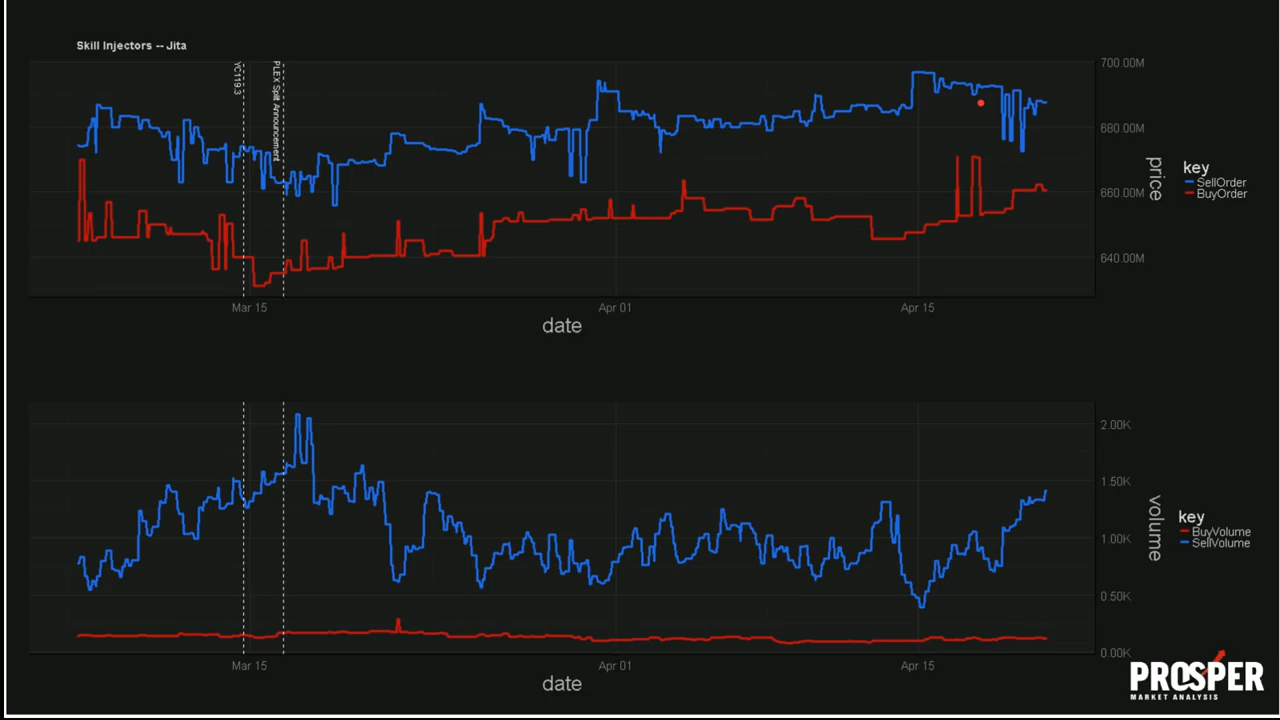 Skill Injectors -- Jita
YC119.3
PLEX Split Announcement
700.00M
680.00M
660.00M
640.00M
price
key
SellOrder
BuyOrder
Mar 15
Apr 01
Apr 15
date
2.00K
1.50K
1.00K
0.50K
0.00K
volume
key
BuyVolume
SellVolume
Mar 15
Apr 01
Apr 15
date
PROSPER
MARKET ANALYSIS